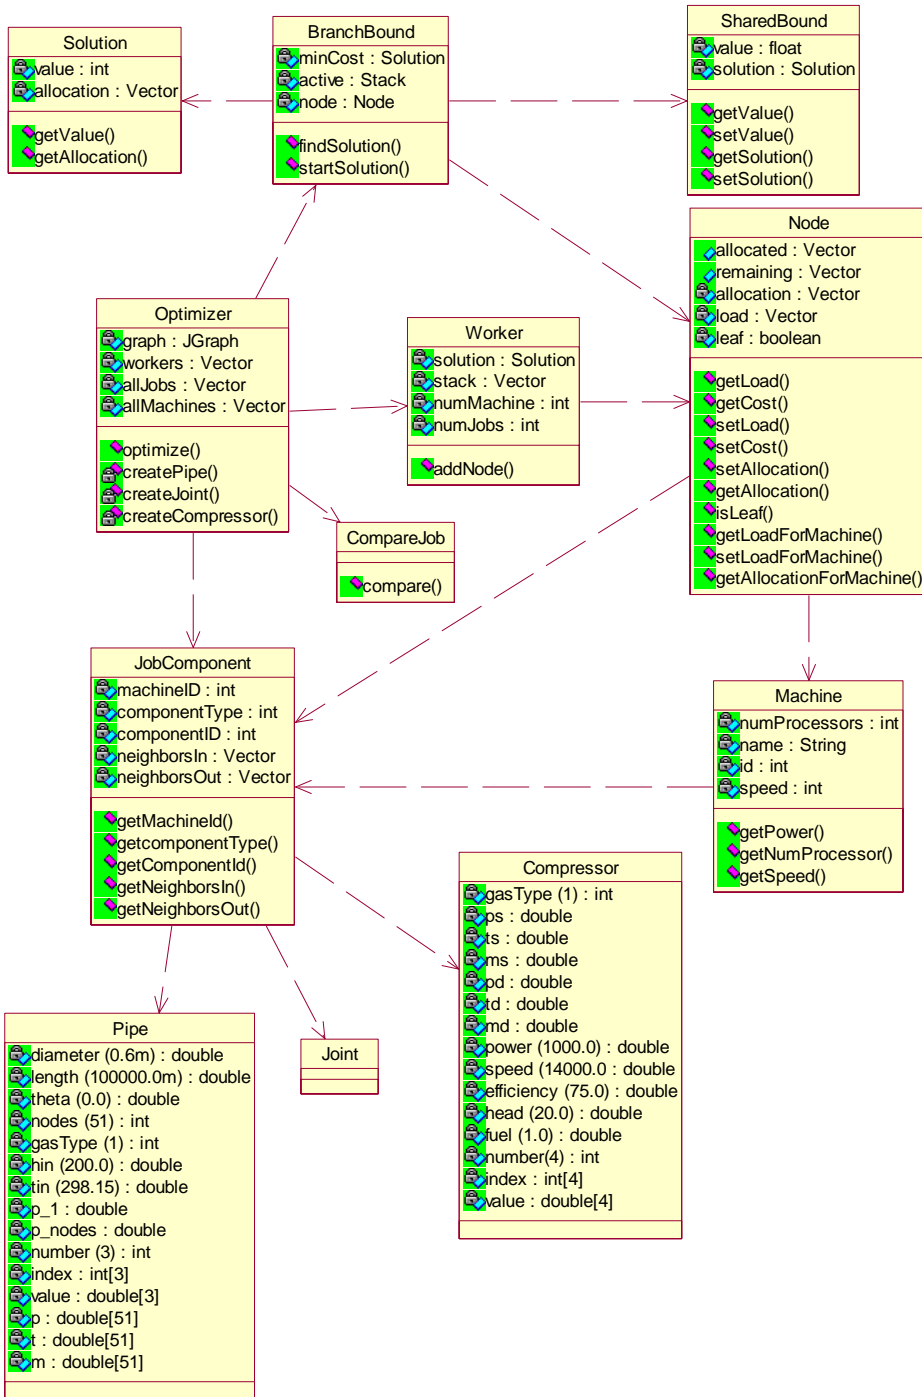 Solution
value : int
allocation : Vector
getValue()
getAllocation()
BranchBound
minCost : Solution
active : Stack
node : Node
findSolution()
startSolution()
SharedBound
value : float
solution : Solution
getValue()
setValue()
getSolution()
setSolution()
Node
allocated : Vector
remaining : Vector
allocation : Vector
load : Vector
leaf : boolean
getLoad()
getCost()
setLoad()
setCost()
setAllocation()
getAllocation()
isLeaf()
getLoadForMachine()
setLoadForMachine()
getAllocationForMachine()
Optimizer
graph : JGraph
workers : Vector
allJobs : Vector
allMachines : Vector
optimize()
createPipe()
createJoint()
createCompressor()
Worker
solution : Solution
stack : Vector
numMachine : int
numJobs : int
addNode()
CompareJob
compare()
JobComponent
machineID : int
componentType : int
componentID : int
neighborsIn : Vector
neighborsOut : Vector
getMachineId()
getcomponentType()
getComponentId()
getNeighborsIn()
getNeighborsOut()
Machine
numProcessors : int
name : String
id : int
speed : int
getPower()
getNumProcessor()
getSpeed()
Compressor
gasType (1) : int
ps : double
ts : double
ms : double
pd : double
td : double
md : double
power (1000.0) : double
speed (14000.0 : double
efficiency (75.0) : double
head (20.0) : double
fuel (1.0) : double
number(4) : int
index : int[4]
value : double[4]
Pipe
diameter (0.6m) : double
length (100000.0m) : double
theta (0.0) : double
nodes (51) : int
gasType (1) : int
hin (200.0) : double
tin (298.15) : double
p_1 : double
p_nodes : double
number (3) : int
index : int[3]
value : double[3]
p : double[51]
t : double[51]
m : double[51]
Joint